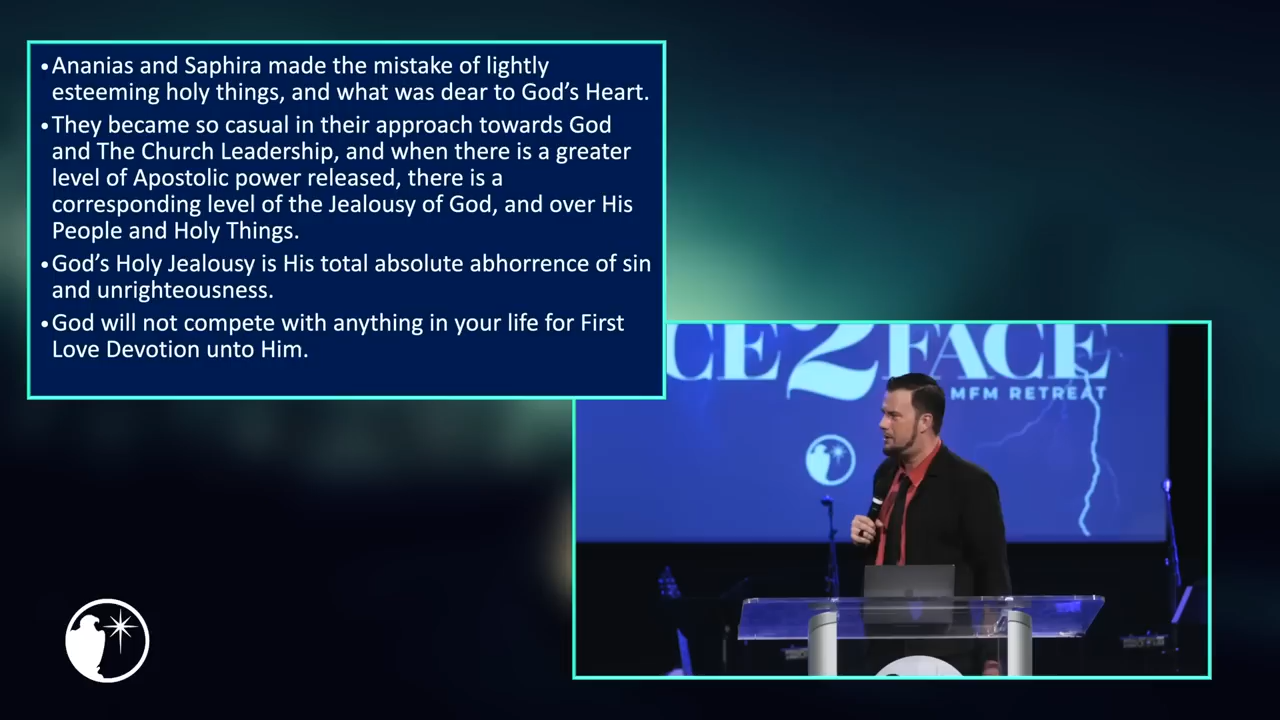 •Ananias and Saphira made the mistake of lightly
esteeming holy things, and what was dear to God's Heart.
•They became so casual in their approach towards God
and The Church Leadership, and when there is a greater
level of Apostolic power released, there is a
corresponding level of the Jealousy of God, and over His
People and Holy Things.
•God's Holy Jealousy is His total absolute abhorrence of sin
and unrighteousness.
•God will not compete with anything in your life for First
Love Devotion unto Him.
CE2FACE
MFM RETREAT